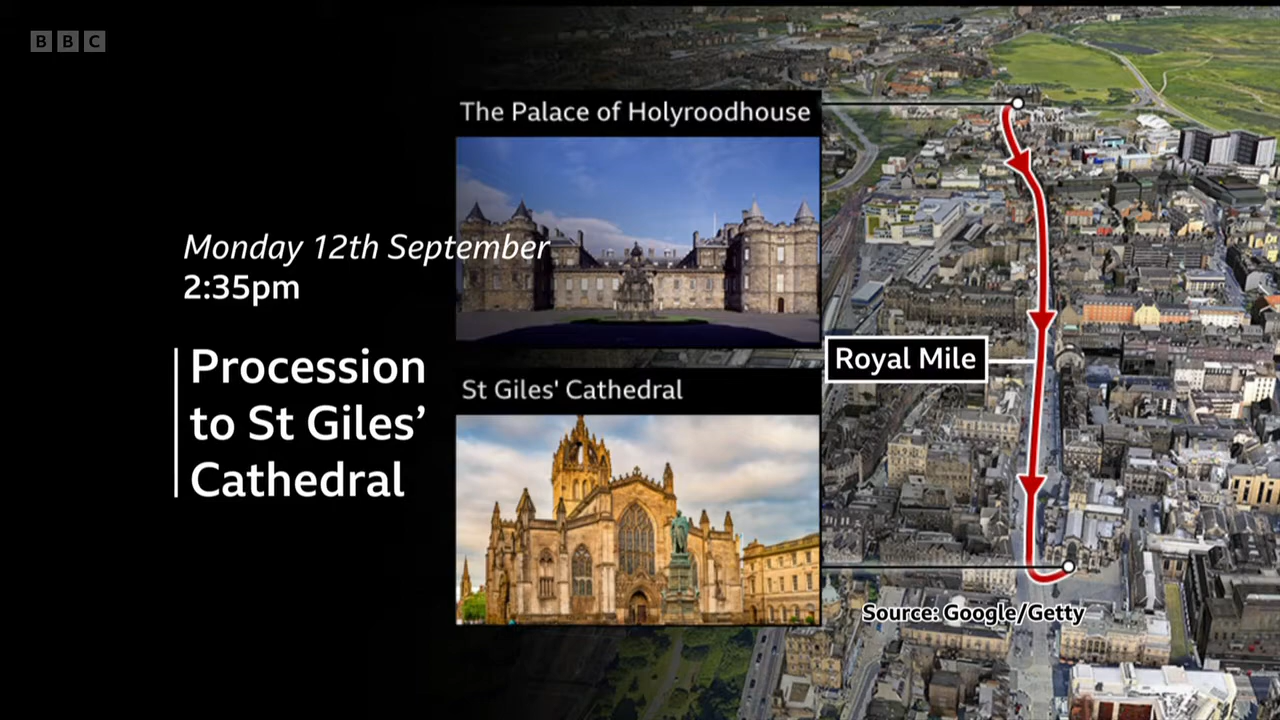 BBC
The Palace of Holyroodhouse
Monday 12th September
2:35pm
Procession
to St Giles’
Cathedral
Royal Mile
St Giles' Cathedral
Source: Google/Getty